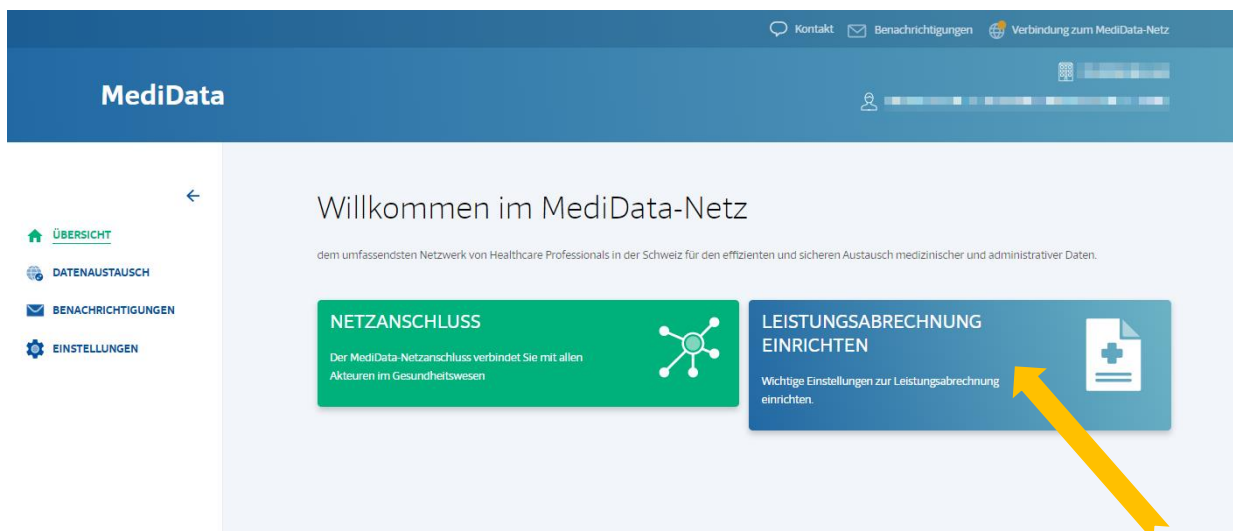 Kontakt Benachrichtigungen Verbindung zum MediData-Netz
MediData
Willkommen im MediData-Netz
dem umfassendsten Netzwerk von Healthcare Professionals in der Schweiz für den effizienten und sicheren Austausch medizinischer und administrativer Daten.
ÜBERSICHT
DATENAUSTAUSCH
BENACHRICHTIGUNGEN
EINSTELLUNGEN
NETZANSCHLUSS
Der MediData-Netzanschluss verbindet Sie mit allen
Akteuren im Gesundheitswesen
LEISTUNGSABRECHNUNG
EINRICHTEN
Wichtige Einstellungen zur Leistungsabrechnung
einrichten.